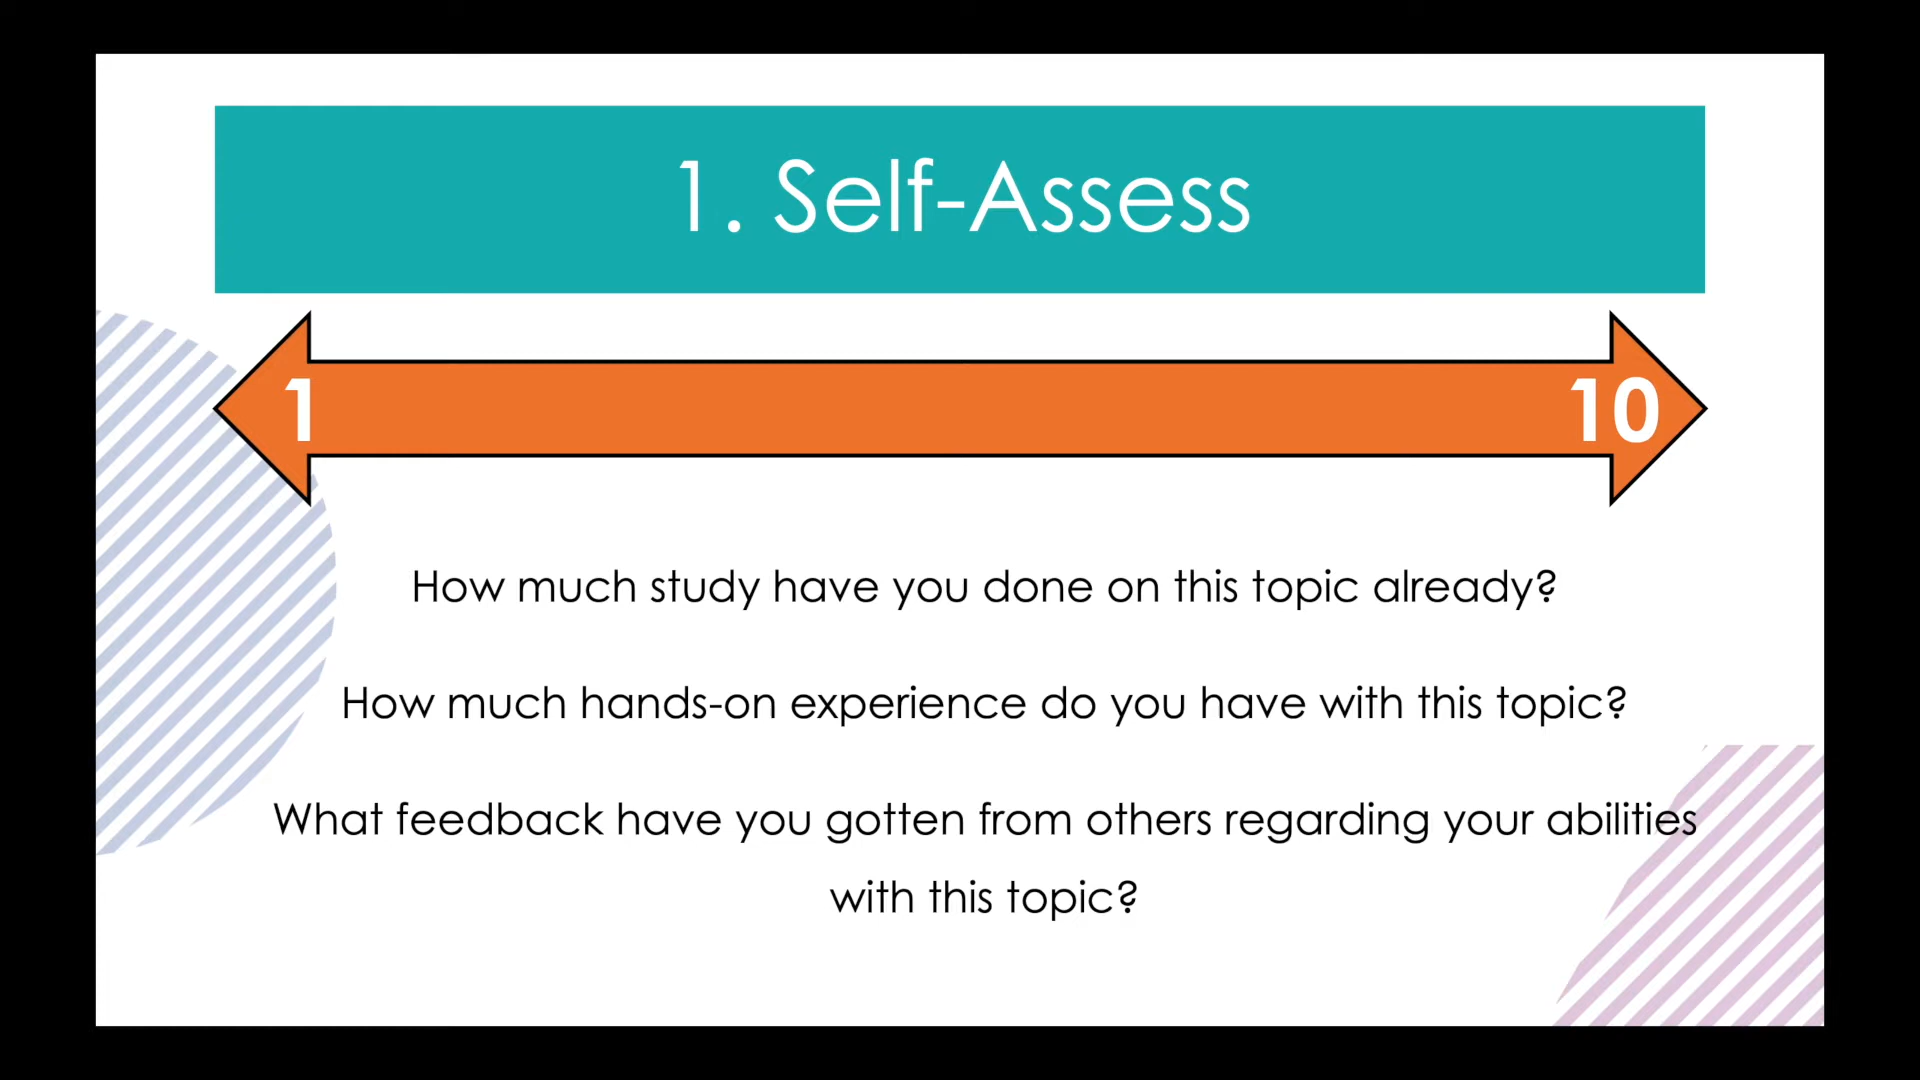 1. Self-Assess
1
10
How much study have you done on this topic already?
How much hands-on experience do you have with this topic?
What feedback have you gotten from others regarding your abilities
with this topic?